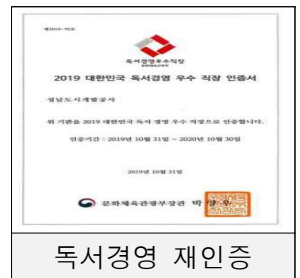 독서경영우수직장
2019 대한민국 독서경영 우수 직장 인증서
성남도시개발공사
위 기관을 2019 대한민국 독서 경영 우수 직장으로 인증합니다.
인증기간 : 2019년 10월 31일 ~ 2020년 10월 30일
2019년 10월 31일
문화체육관광부장관 박양우
독서경영 재인증